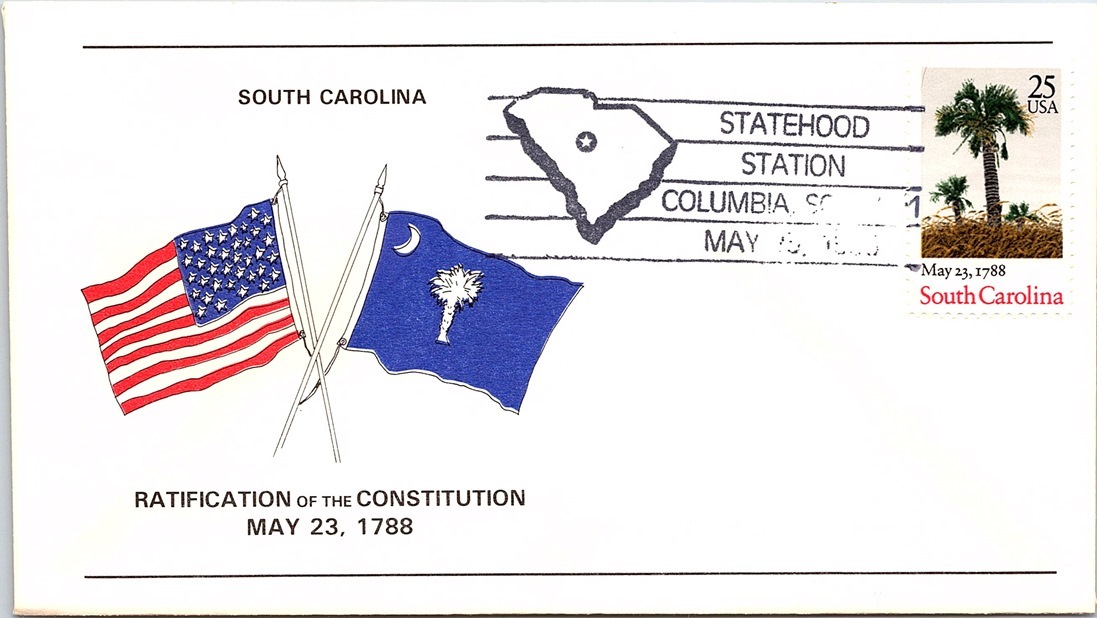 SOUTH CAROLINA
STATEHOOD
STATION
COLUMBIA,
MAY
25
USA
May 23, 1788
South Carolina
RATIFICATION OF THE CONSTITUTION
MAY 23, 1788